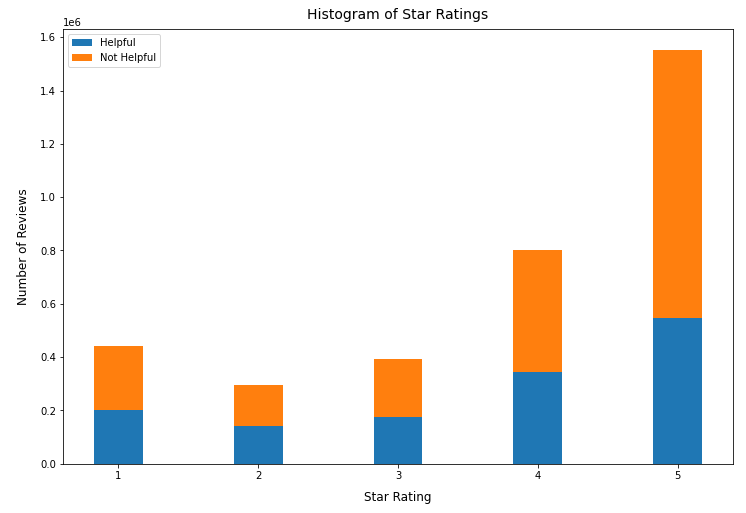 Histogram of Star Ratings
1e6
Helpful
Not Helpful
1.6
1.4
1.2
1.0
0.8
0.6
0.4
0.2
0.0
Number of Reviews
1 2 3 4 5
Star Rating